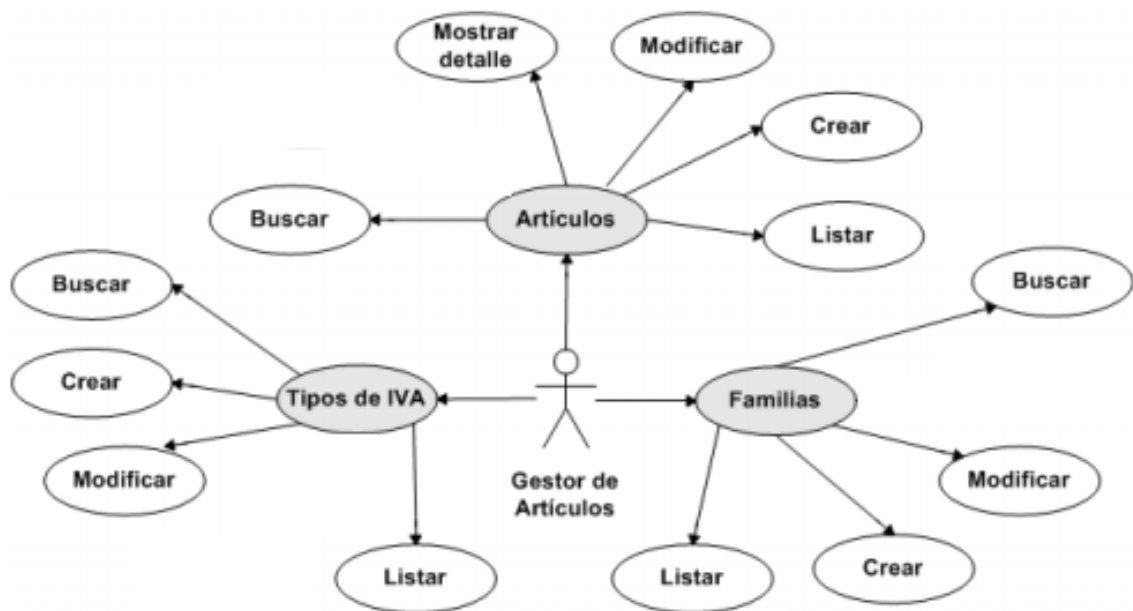 Mostrar
detalle
Modificar
Crear
Buscar
Artículos
Listar
Buscar
Buscar
Crear
Tipos de IVA
Familias
Modificar
Gestor de
Artículos
Modificar
Listar
Listar
Crear